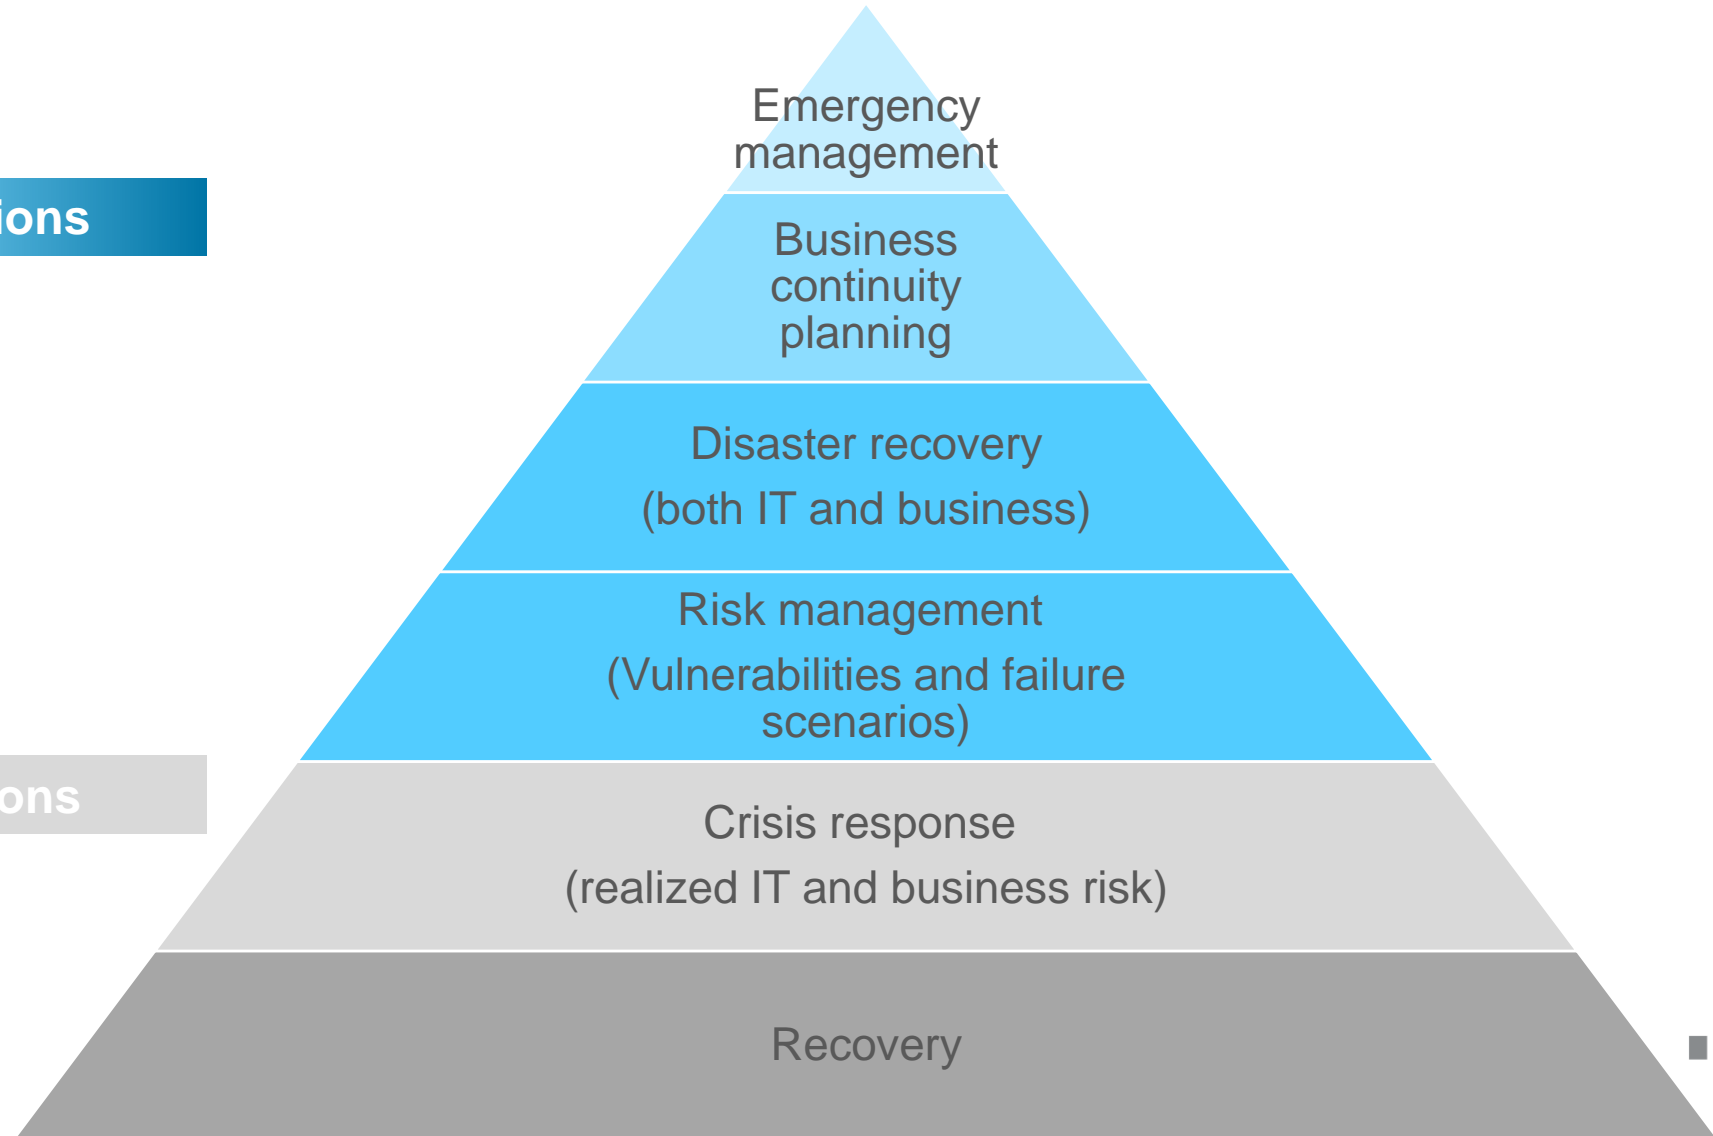 Emergency
management
ions
Business
continuity
planning
Disaster recovery
(both IT and business)
Risk management
(Vulnerabilities and failure
scenarios)
ons
Crisis response
(realized IT and business risk)
Recovery